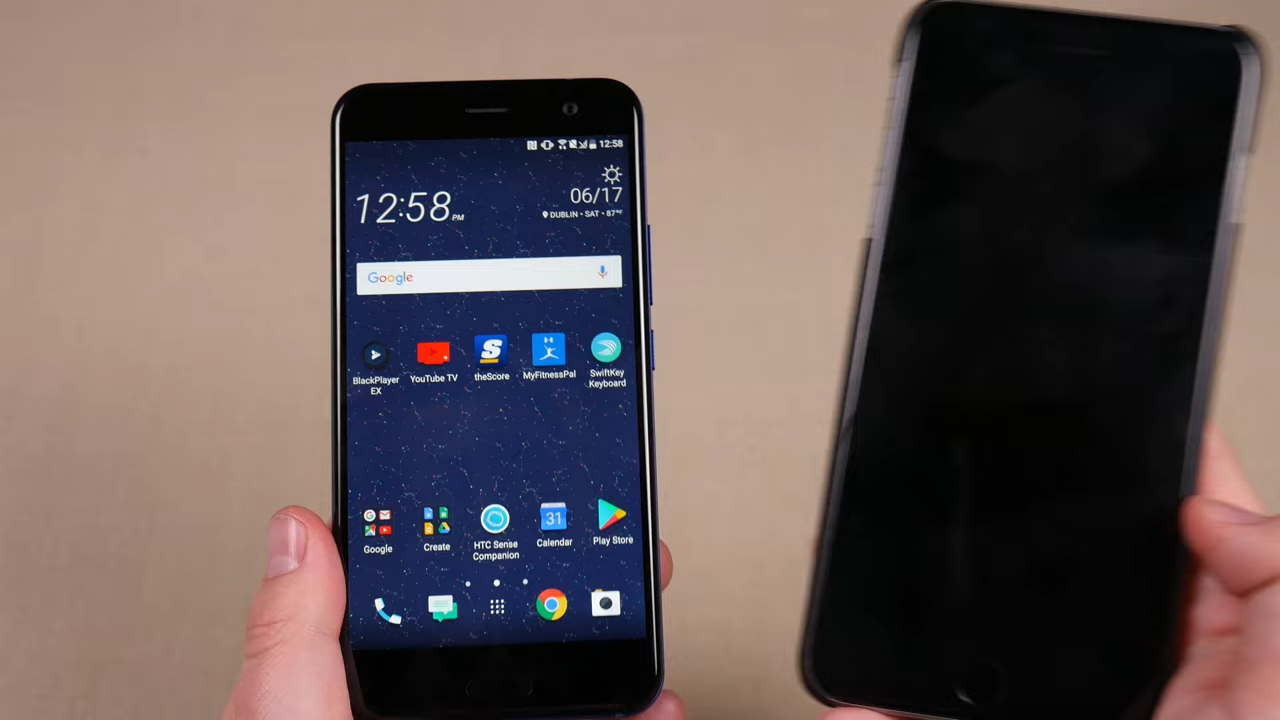 12:58
12:58 PM
06/17
DUBLIN • SAT • 87°F
Google
BlackPlayer EX
YouTube TV
S
theScore
MyFitnessPal
SwiftKey Keyboard
G
31
Google
Create
HTC Sense Companion
Calendar
Play Store